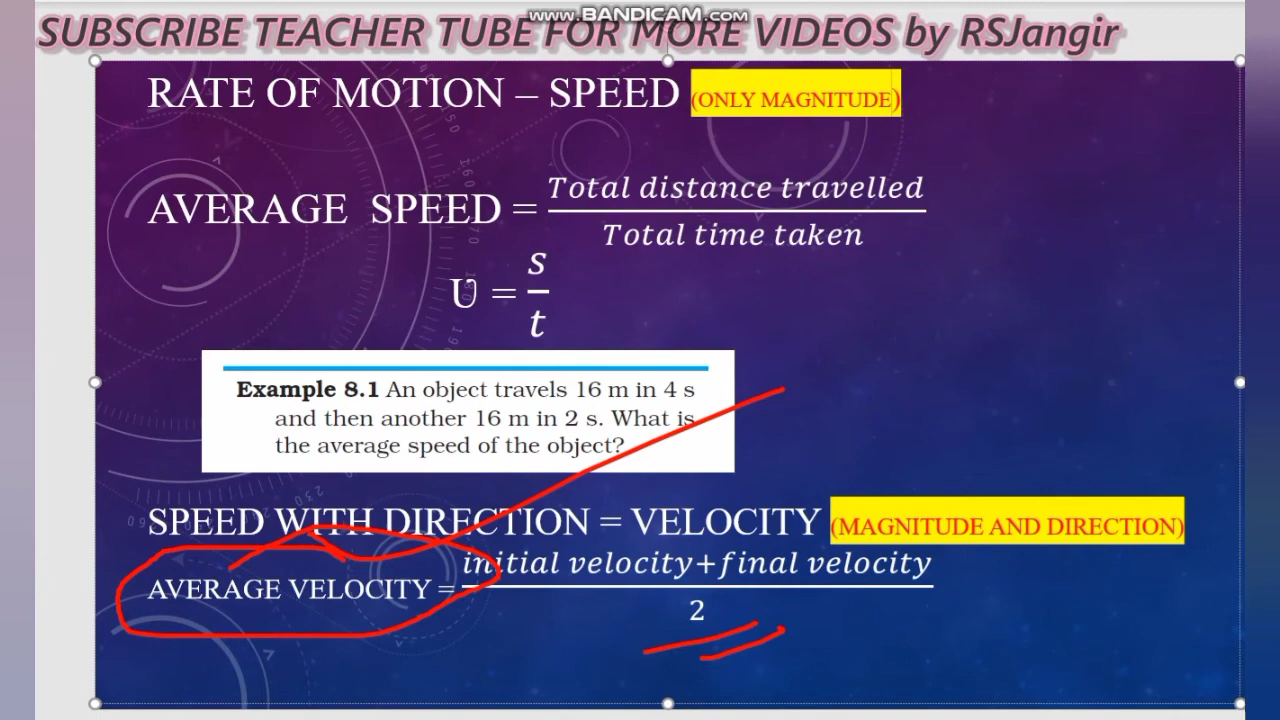 www.BANDICAM.com
SUBSCRIBE TEACHER TUBE FOR MORE VIDEOS by RSJangir
RATE OF MOTION – SPEED (ONLY MAGNITUDE)
AVERAGE SPEED = Total distance travelled
Total time taken
Ʋ = s
t
Example 8.1 An object travels 16 m in 4 s
and then another 16 m in 2 s. What is
the average speed of the object?
SPEED WITH DIRECTION = VELOCITY (MAGNITUDE AND DIRECTION)
AVERAGE VELOCITY = initial velocity+final velocity
2